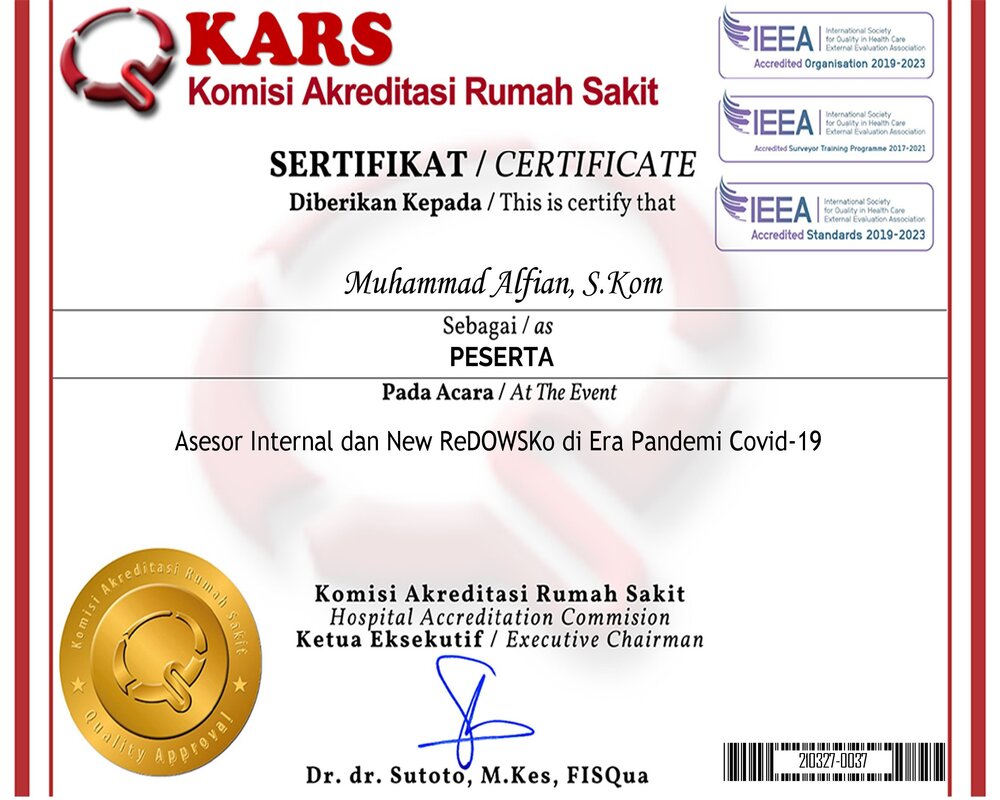 KARS
Komisi Akreditasi Rumah Sakit
IEEA
International Society
for Quality in Health Care
External Evaluation Association
Accredited Organisation 2019-2023
IEEA
International Society
for Quality in Health Care
External Evaluation Association
Accredited Surveyor Training Programme 2017-2021
IEEA
International Society
for Quality in Health Care
External Evaluation Association
Accredited Standards 2019-2023
SERTIFIKAT / CERTIFICATE
Diberikan Kepada / This is certify that
Muhammad Alfian, S.Kom
Sebagai / as
PESERTA
Pada Acara / At The Event
Asesor Internal dan New ReDOWSKo di Era Pandemi Covid-19
Komisi Akreditasi Rumah Sakit
Hospital Accreditation Commision
Ketua Eksekutif / Executive Chairman
Dr. dr. Sutoto, M.Kes, FISQua
Komisi Akreditasi Rumah Sakit
Quality Approval
210327-0037